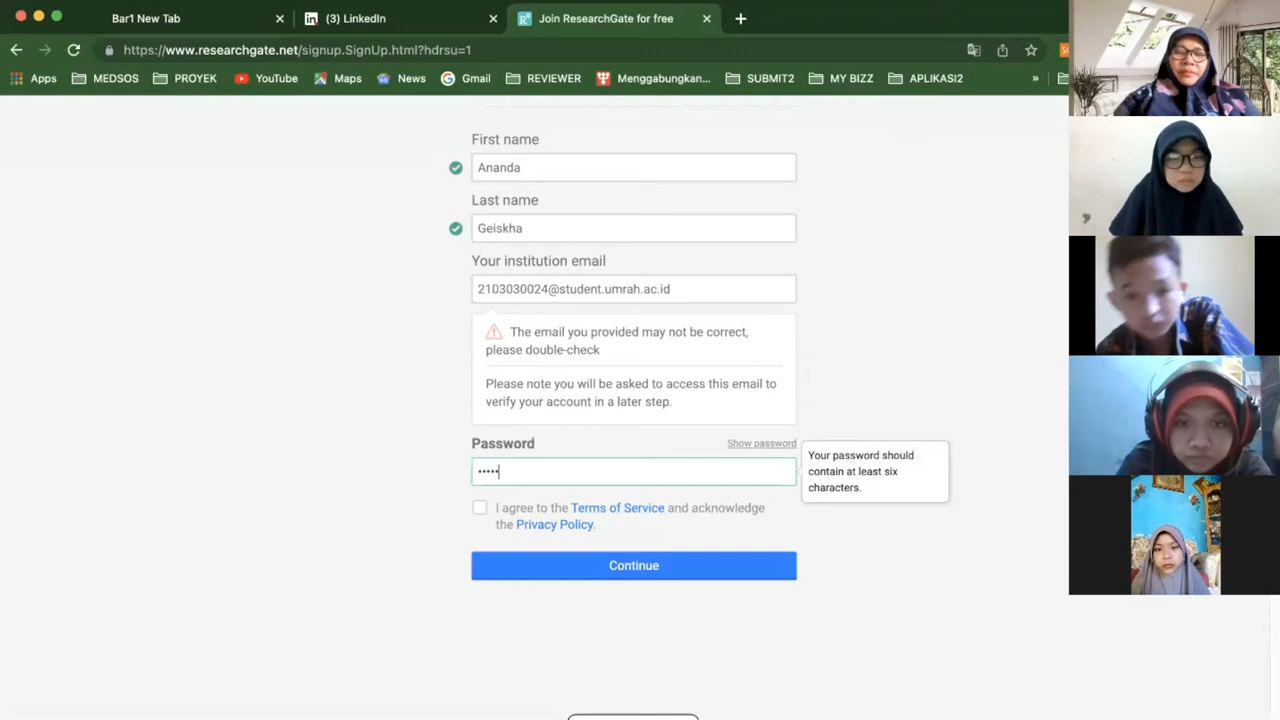 Bar1 New Tab
(3) LinkedIn
Join ResearchGate for free
https://www.researchgate.net/signup.SignUp.html?hdrsu=1
Apps MEDSOS PROYEK YouTube Maps News Gmail REVIEWER Menggabungkan... SUBMIT2 MY BIZZ APLIKASI2 »
First name
Ananda
Last name
Geiskha
Your institution email
2103030024@student.umrah.ac.id
The email you provided may not be correct,
please double-check
Please note you will be asked to access this email to
verify your account in a later step.
Password
Show password
•••••
Your password should
contain at least six
characters.
I agree to the Terms of Service and acknowledge
the Privacy Policy.
Continue